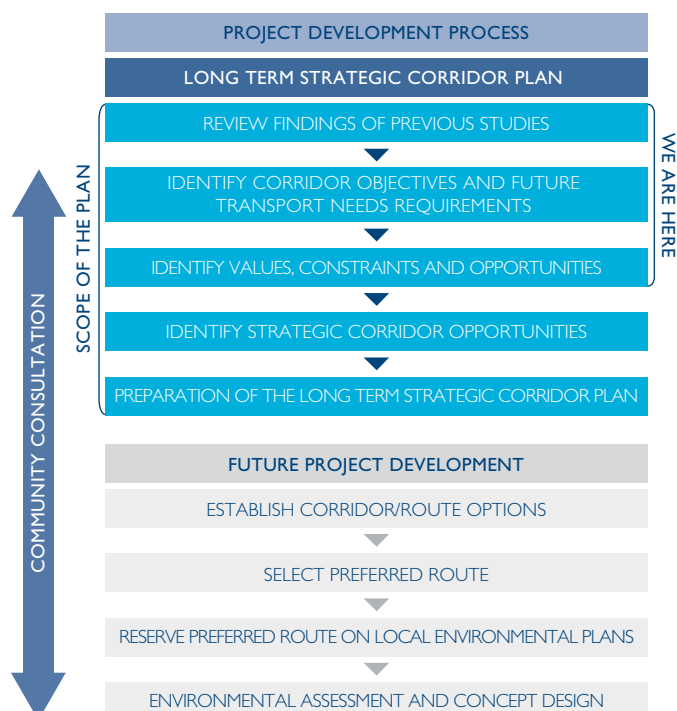 PROJECT DEVELOPMENT PROCESS
LONG TERM STRATEGIC CORRIDOR PLAN
REVIEW FINDINGS OF PREVIOUS STUDIES
IDENTIFY CORRIDOR OBJECTIVES AND FUTURE
TRANSPORT NEEDS REQUIREMENTS
IDENTIFY VALUES, CONSTRAINTS AND OPPORTUNITIES
IDENTIFY STRATEGIC CORRIDOR OPPORTUNITIES
PREPARATION OF THE LONG TERM STRATEGIC CORRIDOR PLAN
SCOPE OF THE PLAN
WE ARE HERE
COMMUNITY CONSULTATION
FUTURE PROJECT DEVELOPMENT
ESTABLISH CORRIDOR/ROUTE OPTIONS
SELECT PREFERRED ROUTE
RESERVE PREFERRED ROUTE ON LOCAL ENVIRONMENTAL PLANS
ENVIRONMENTAL ASSESSMENT AND CONCEPT DESIGN